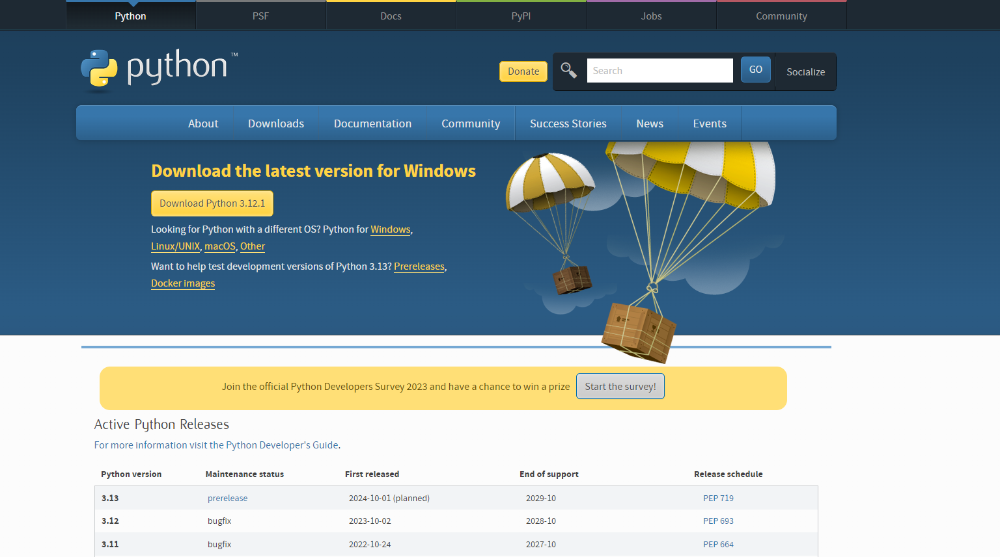 Python PSF Docs PyPI Jobs Community
python™
Donate Search GO Socialize
About Downloads Documentation Community Success Stories News Events
Download the latest version for Windows
Download Python 3.12.1
Looking for Python with a different OS? Python for Windows,
Linux/UNIX, macOS, Other
Want to help test development versions of Python 3.13? Prereleases,
Docker images
Join the official Python Developers Survey 2023 and have a chance to win a prize Start the survey!
Active Python Releases
For more information visit the Python Developer's Guide.
Python version Maintenance status First released End of support Release schedule
3.13 prerelease 2024-10-01 (planned) 2029-10 PEP 719
3.12 bugfix 2023-10-02 2028-10 PEP 693
3.11 bugfix 2022-10-24 2027-10 PEP 664